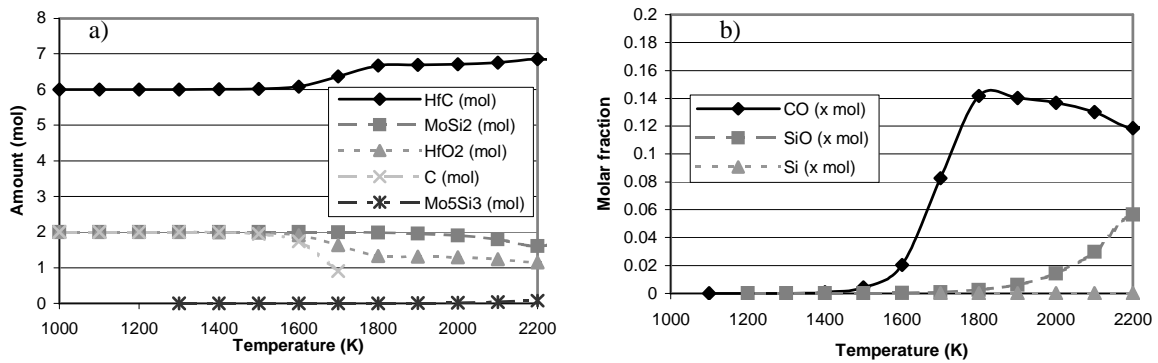 a)
8
7
6
5
4
3
2
1
0
Amount (mol)
HfC (mol)
MoSi2 (mol)
HfO2 (mol)
C (mol)
Mo5Si3 (mol)
1000 1200 1400 1600 1800 2000 2200
Temperature (K)
b)
0.2
0.18
0.16
0.14
0.12
0.1
0.08
0.06
0.04
0.02
0
Molar fraction
CO (x mol)
SiO (x mol)
Si (x mol)
1000 1200 1400 1600 1800 2000 2200
Temperature (K)